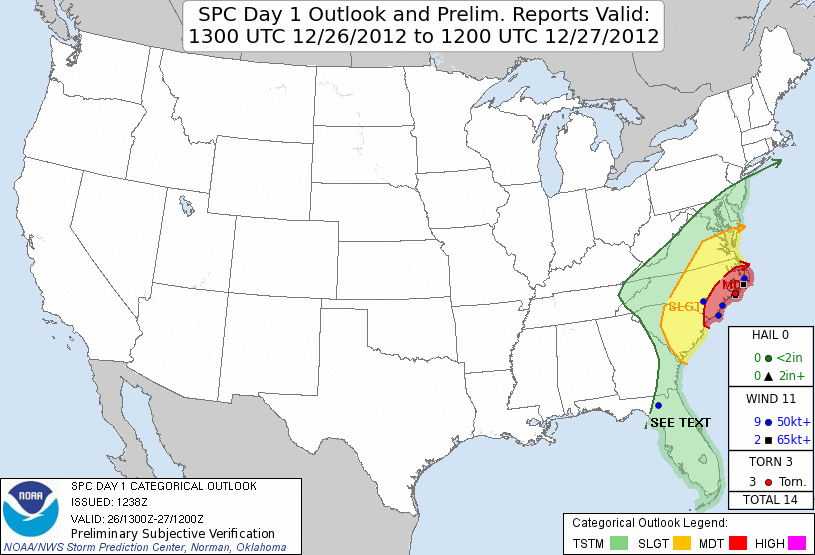 SPC Day 1 Outlook and Prelim. Reports Valid:
1300 UTC 12/26/2012 to 1200 UTC 12/27/2012
MDT
SLGT
SEE TEXT
HAIL 0
0 <2in
0 2in+
WIND 11
9 50kt+
2 65kt+
TORN 3
3 Torn.
TOTAL 14
NOAA
SPC DAY 1 CATEGORICAL OUTLOOK
ISSUED: 1238Z
VALID: 26/1300Z-27/1200Z
Preliminary Subjective Verification
NOAA/NWS Storm Prediction Center, Norman, Oklahoma
Categorical Outlook Legend:
TSTM SLGT MDT HIGH